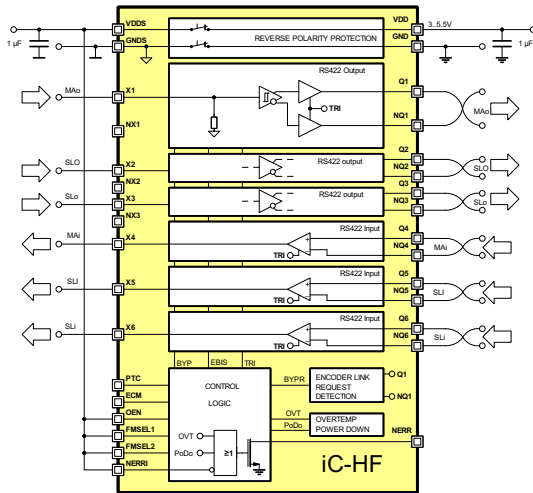 VDDS
VDD
3...5.5V
1 µF
GNDS
REVERSE POLARITY PROTECTION
GND
1 µF
RS422 Output
MAo
X1
Q1
TRI
MAo
NX1
NQ1
Q2
SLO
X2
RS422 output
NQ2
SLO
NX2
Q3
SLo
X3
RS422 output
NQ3
SLo
NX3
RS422 Input
Q4
MAi
X4
NQ4
MAi
TRI
RS422 Input
Q5
SLI
X5
NQ5
SLI
TRI
RS422 Input
Q6
SLi
X6
NQ6
SLi
TRI
BYP
EBIS
TRI
PTC
CONTROL
LOGIC
BYPR
ENCODER LINK
REQUEST
DETECTION
Q1
NQ1
ECM
OEN
OVT
OVERTEMP
POWER DOWN
PoDo
NERR
FMSEL1
OVT
FMSEL2
PoDo
≥1
NERRI
iC-HF